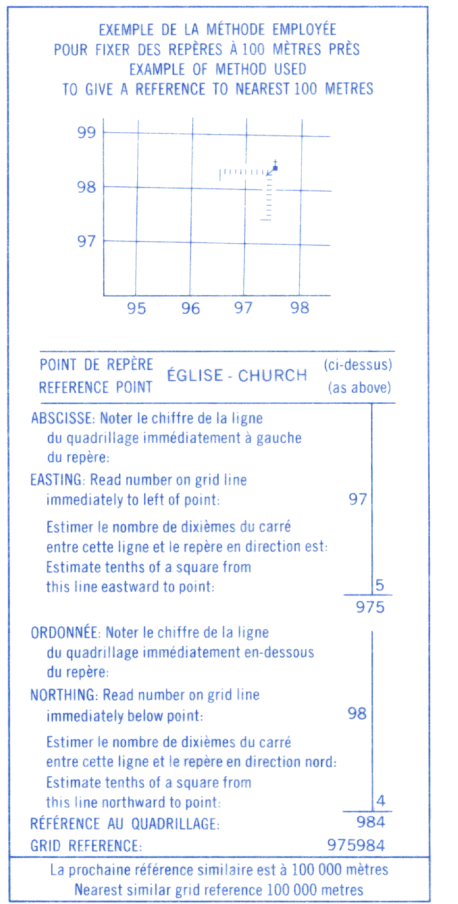 EXEMPLE DE LA MÉTHODE EMPLOYÉE
POUR FIXER DES REPÈRES À 100 MÈTRES PRÈS
EXAMPLE OF METHOD USED
TO GIVE A REFERENCE TO NEAREST 100 METRES
99
98
97
95 96 97 98
POINT DE REPÈRE
REFERENCE POINT
ÉGLISE - CHURCH
(ci-dessus)
(as above)
ABSCISSE: Noter le chiffre de la ligne
du quadrillage immédiatement à gauche
du repère:
EASTING: Read number on grid line
immediately to left of point: 97
Estimer le nombre de dixièmes du carré
entre cette ligne et le repère en direction est:
Estimate tenths of a square from
this line eastward to point: 5
975
ORDONNÉE: Noter le chiffre de la ligne
du quadrillage immédiatement en-dessous
du repère:
NORTHING: Read number on grid line
immediately below point: 98
Estimer le nombre de dixièmes du carré
entre cette ligne et le repère en direction nord:
Estimate tenths of a square from
this line northward to point: 4
RÉFÉRENCE AU QUADRILLAGE: 984
GRID REFERENCE: 975984
La prochaine référence similaire est à 100 000 mètres
Nearest similar grid reference 100 000 metres